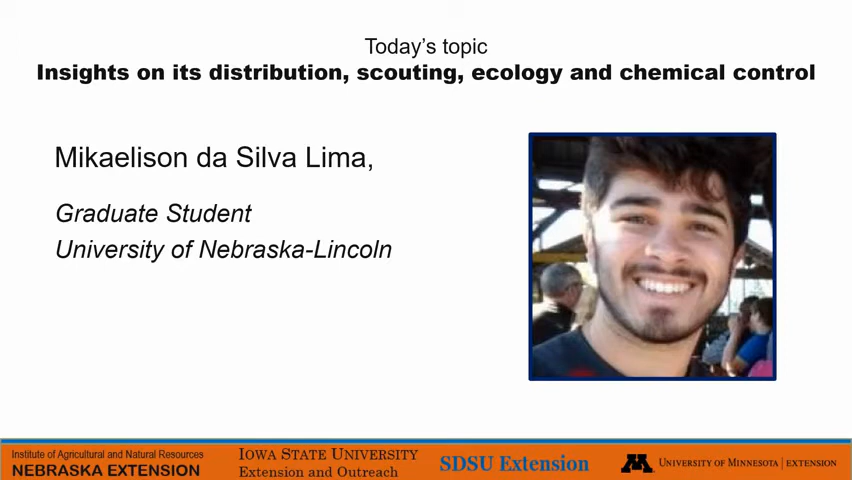 Today's topic
Insights on its distribution, scouting, ecology and chemical control
Mikaelison da Silva Lima,
Graduate Student
University of Nebraska-Lincoln
Institute of Agricultural and Natural Resources
NEBRASKA EXTENSION
IOWA STATE UNIVERSITY
Extension and Outreach
SDSU Extension
M UNIVERSITY OF MINNESOTA | EXTENSION